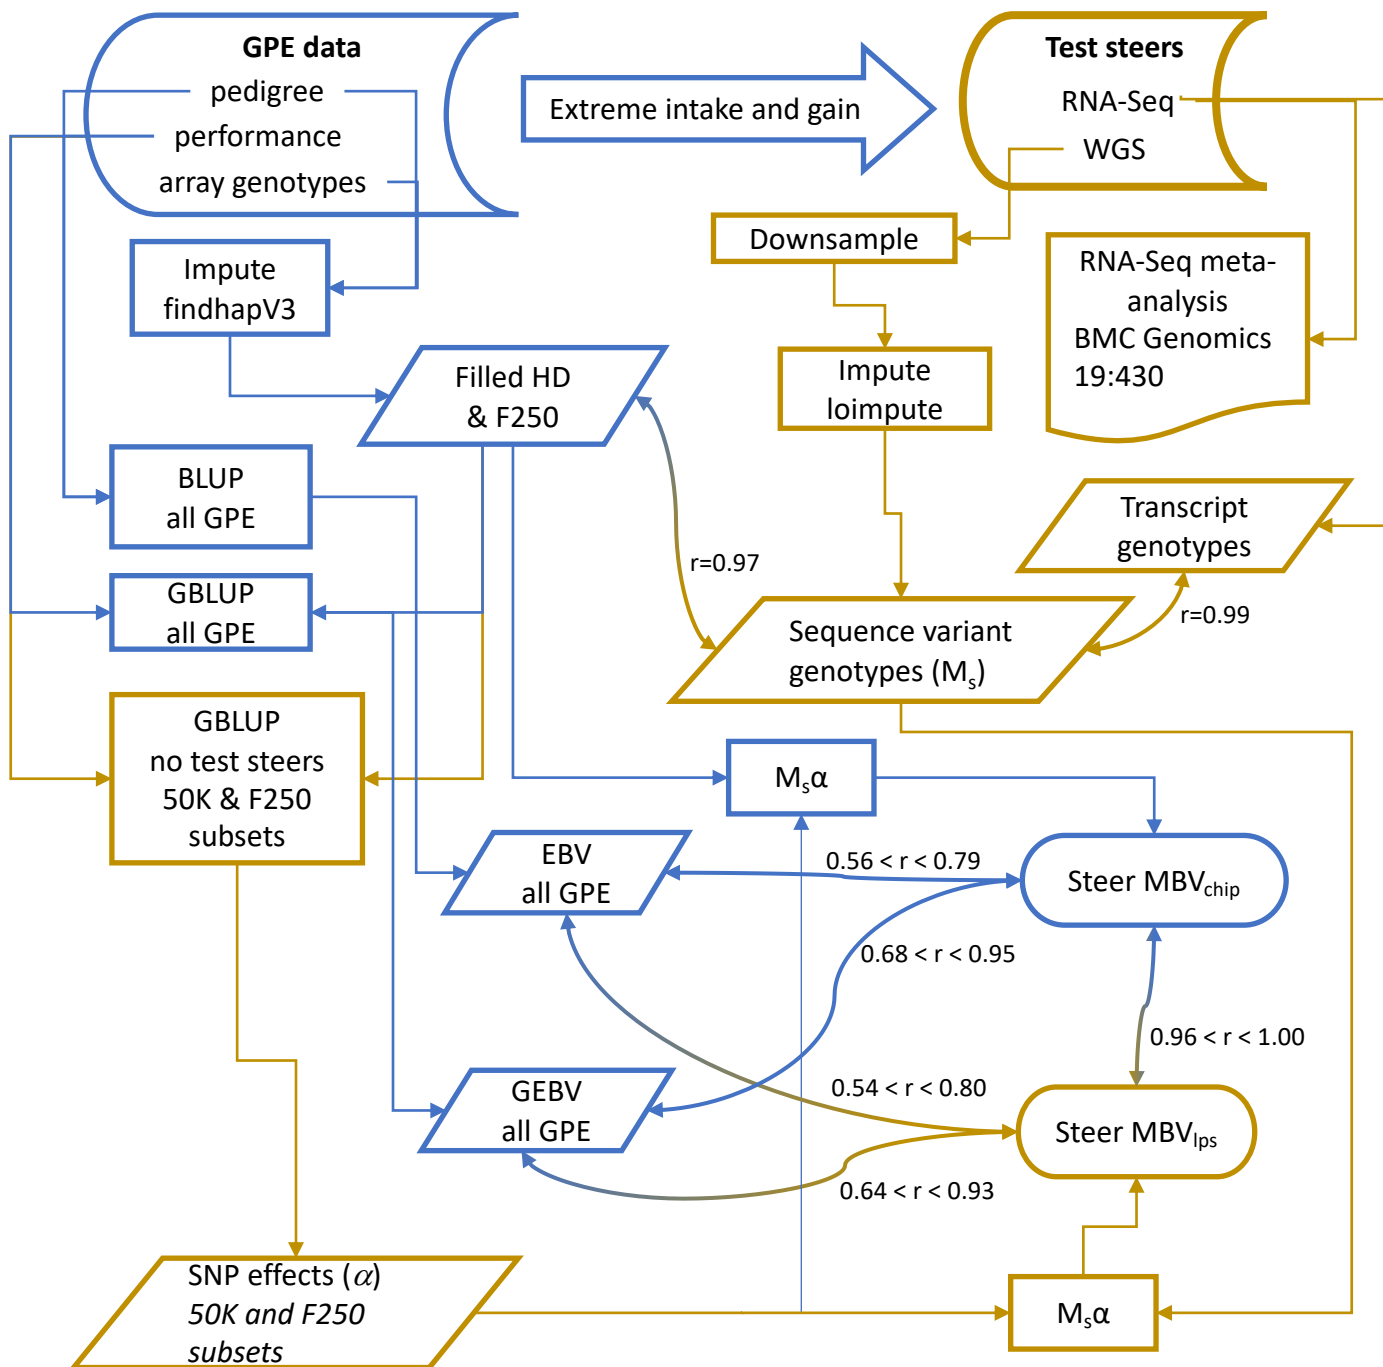 GPE data
pedigree
performance
array genotypes
Extreme intake and gain
Test steers
RNA-Seq
WGS
Impute
findhapV3
Downsample
RNA-Seq meta-
analysis
BMC Genomics
19:430
Filled HD
& F250
Impute
loimpute
BLUP
all GPE
Transcript
genotypes
r=0.97
GBLUP
all GPE
Sequence variant
genotypes (Ms)
r=0.99
GBLUP
no test steers
50K & F250
subsets
Msα
EBV
all GPE
0.56 < r < 0.79
Steer MBVchip
0.68 < r < 0.95
0.96 < r < 1.00
GEBV
all GPE
0.54 < r < 0.80
Steer MBVlps
0.64 < r < 0.93
SNP effects (α)
50K and F250
subsets
Msα